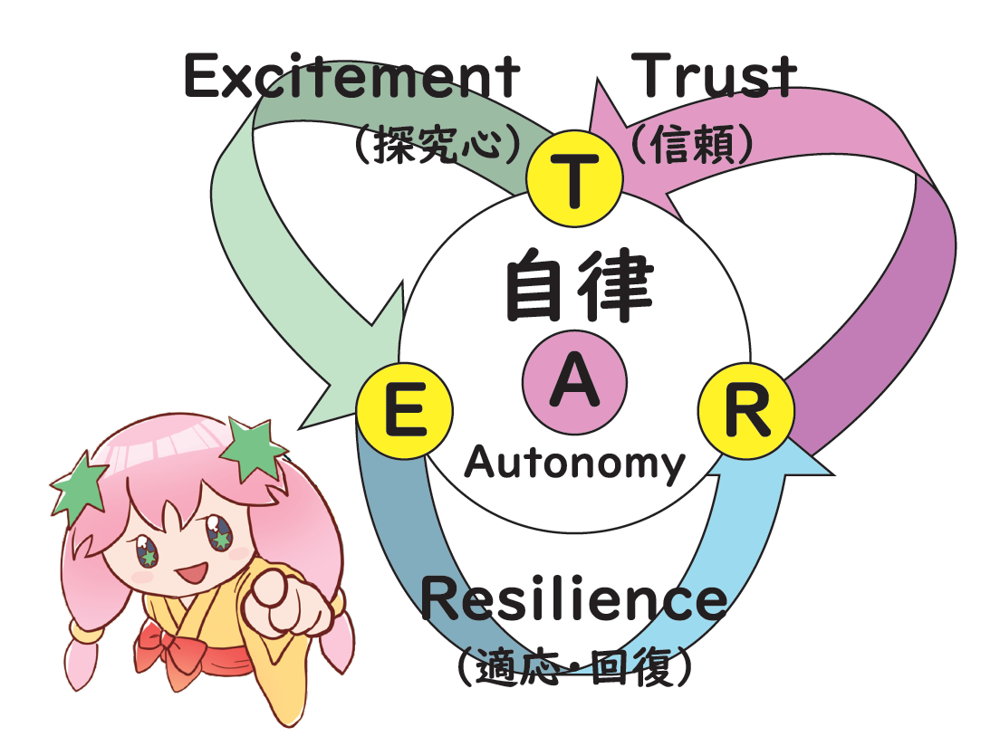 Excitement
(探究心)
Trust
(信頼)
T
自律
A
Autonomy
E
R
Resilience
(適応・回復)